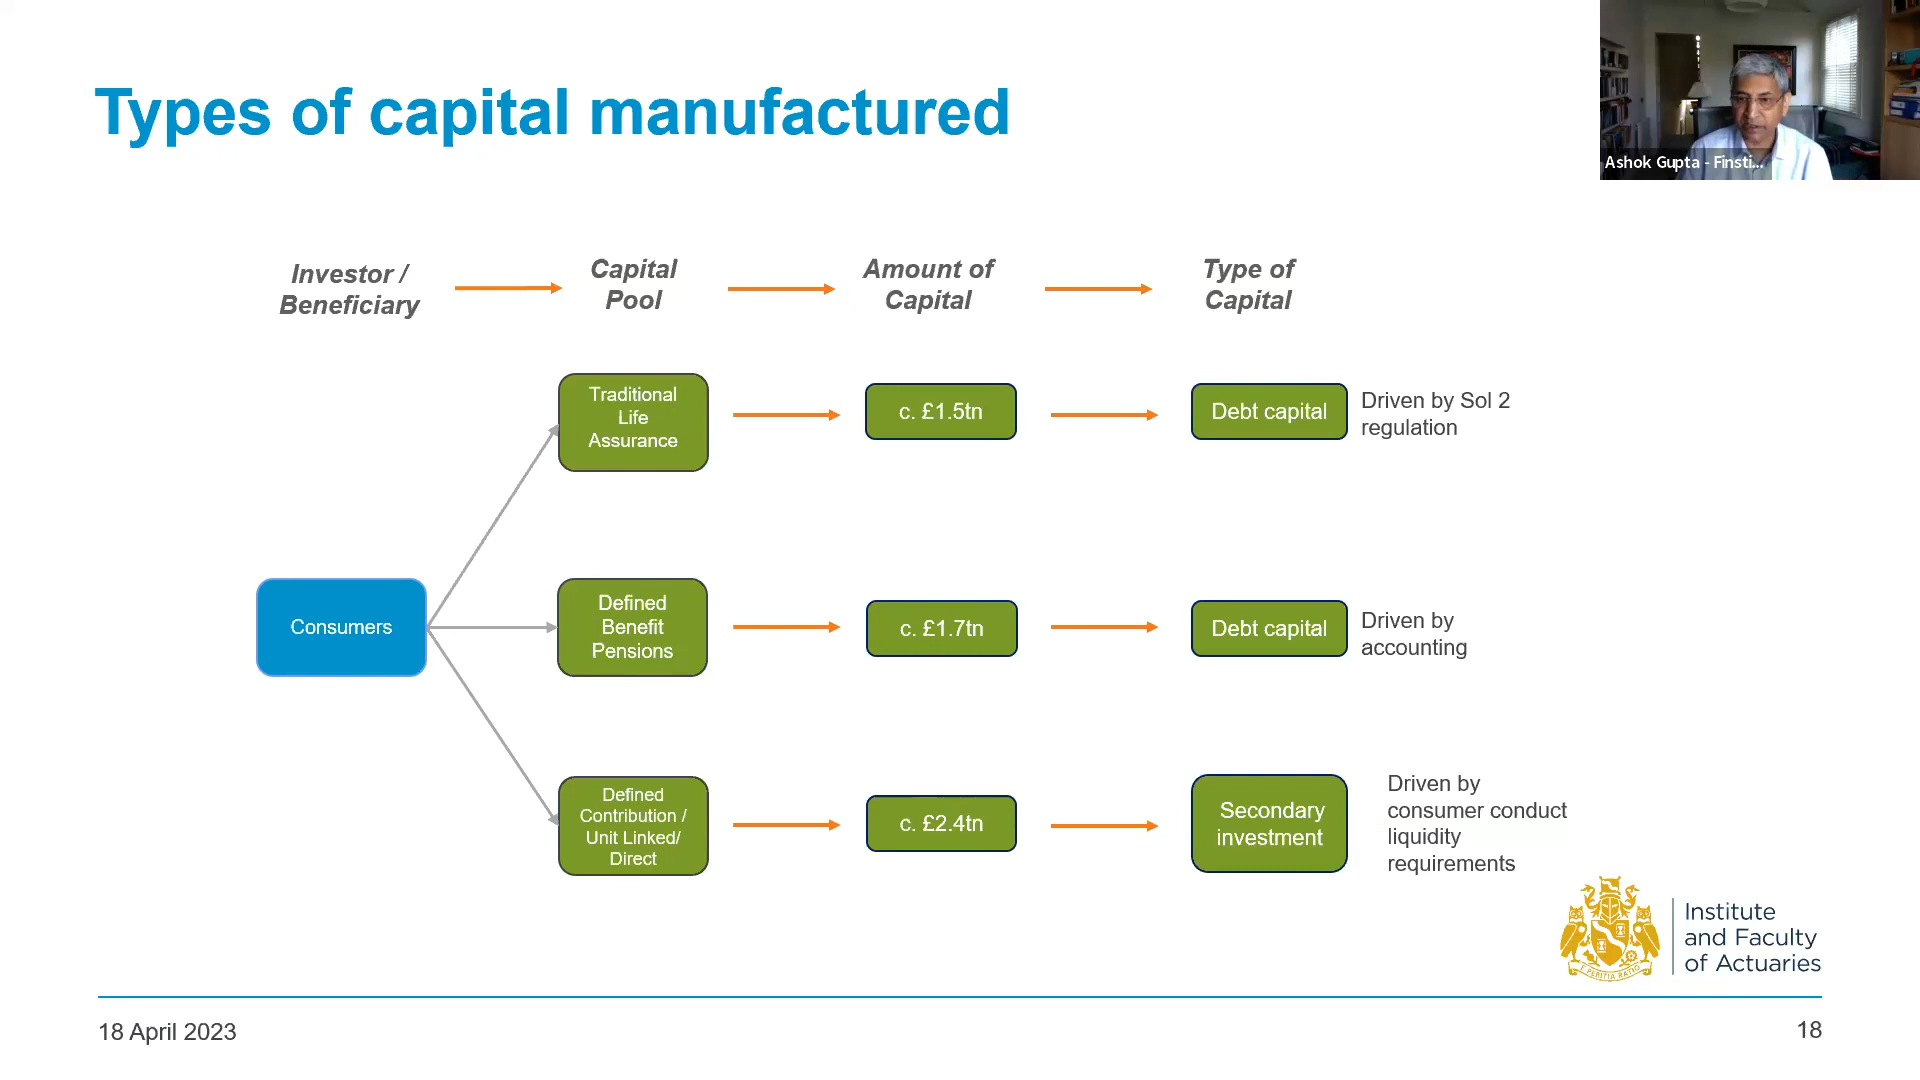 Types of capital manufactured
Ashok Gupta - Finsti...
Investor /
Beneficiary
Capital
Pool
Amount of
Capital
Type of
Capital
Traditional
Life
Assurance
c. £1.5tn
Debt capital
Driven by Sol 2
regulation
Consumers
Defined
Benefit
Pensions
c. £1.7tn
Debt capital
Driven by
accounting
Defined
Contribution /
Unit Linked/
Direct
c. £2.4tn
Secondary
investment
Driven by
consumer conduct
liquidity
requirements
E PERITIA RATIO
Institute
and Faculty
of Actuaries
18 April 2023
18